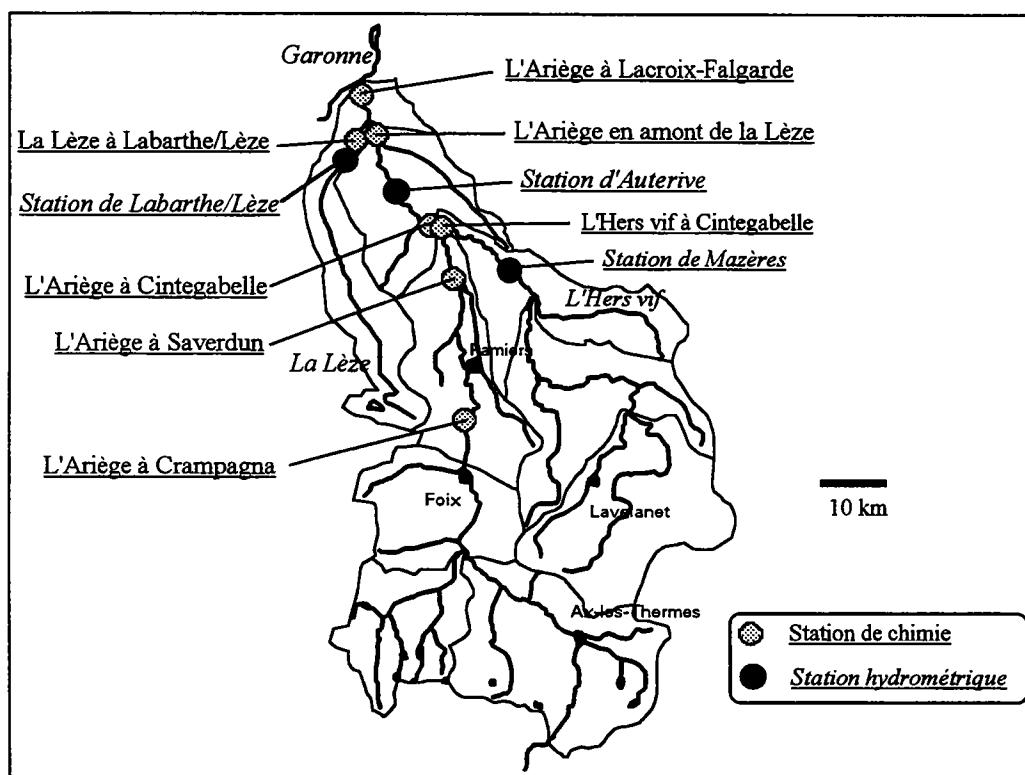 Garonne
L'Ariège à Lacroix-Falgarde
La Lèze à Labarthe/Lèze
L'Ariège en amont de la Lèze
Station de Labarthe/Lèze
Station d'Auterive
L'Hers vif à Cintegabelle
Station de Mazères
L'Ariège à Cintegabelle
L'Hers vif
L'Ariège à Saverdun
La Lèze
Pamiers
L'Ariège à Crampagna
Foix
Lavelanet
10 km
Ax-les-Thermes
Station de chimie
Station hydrométrique